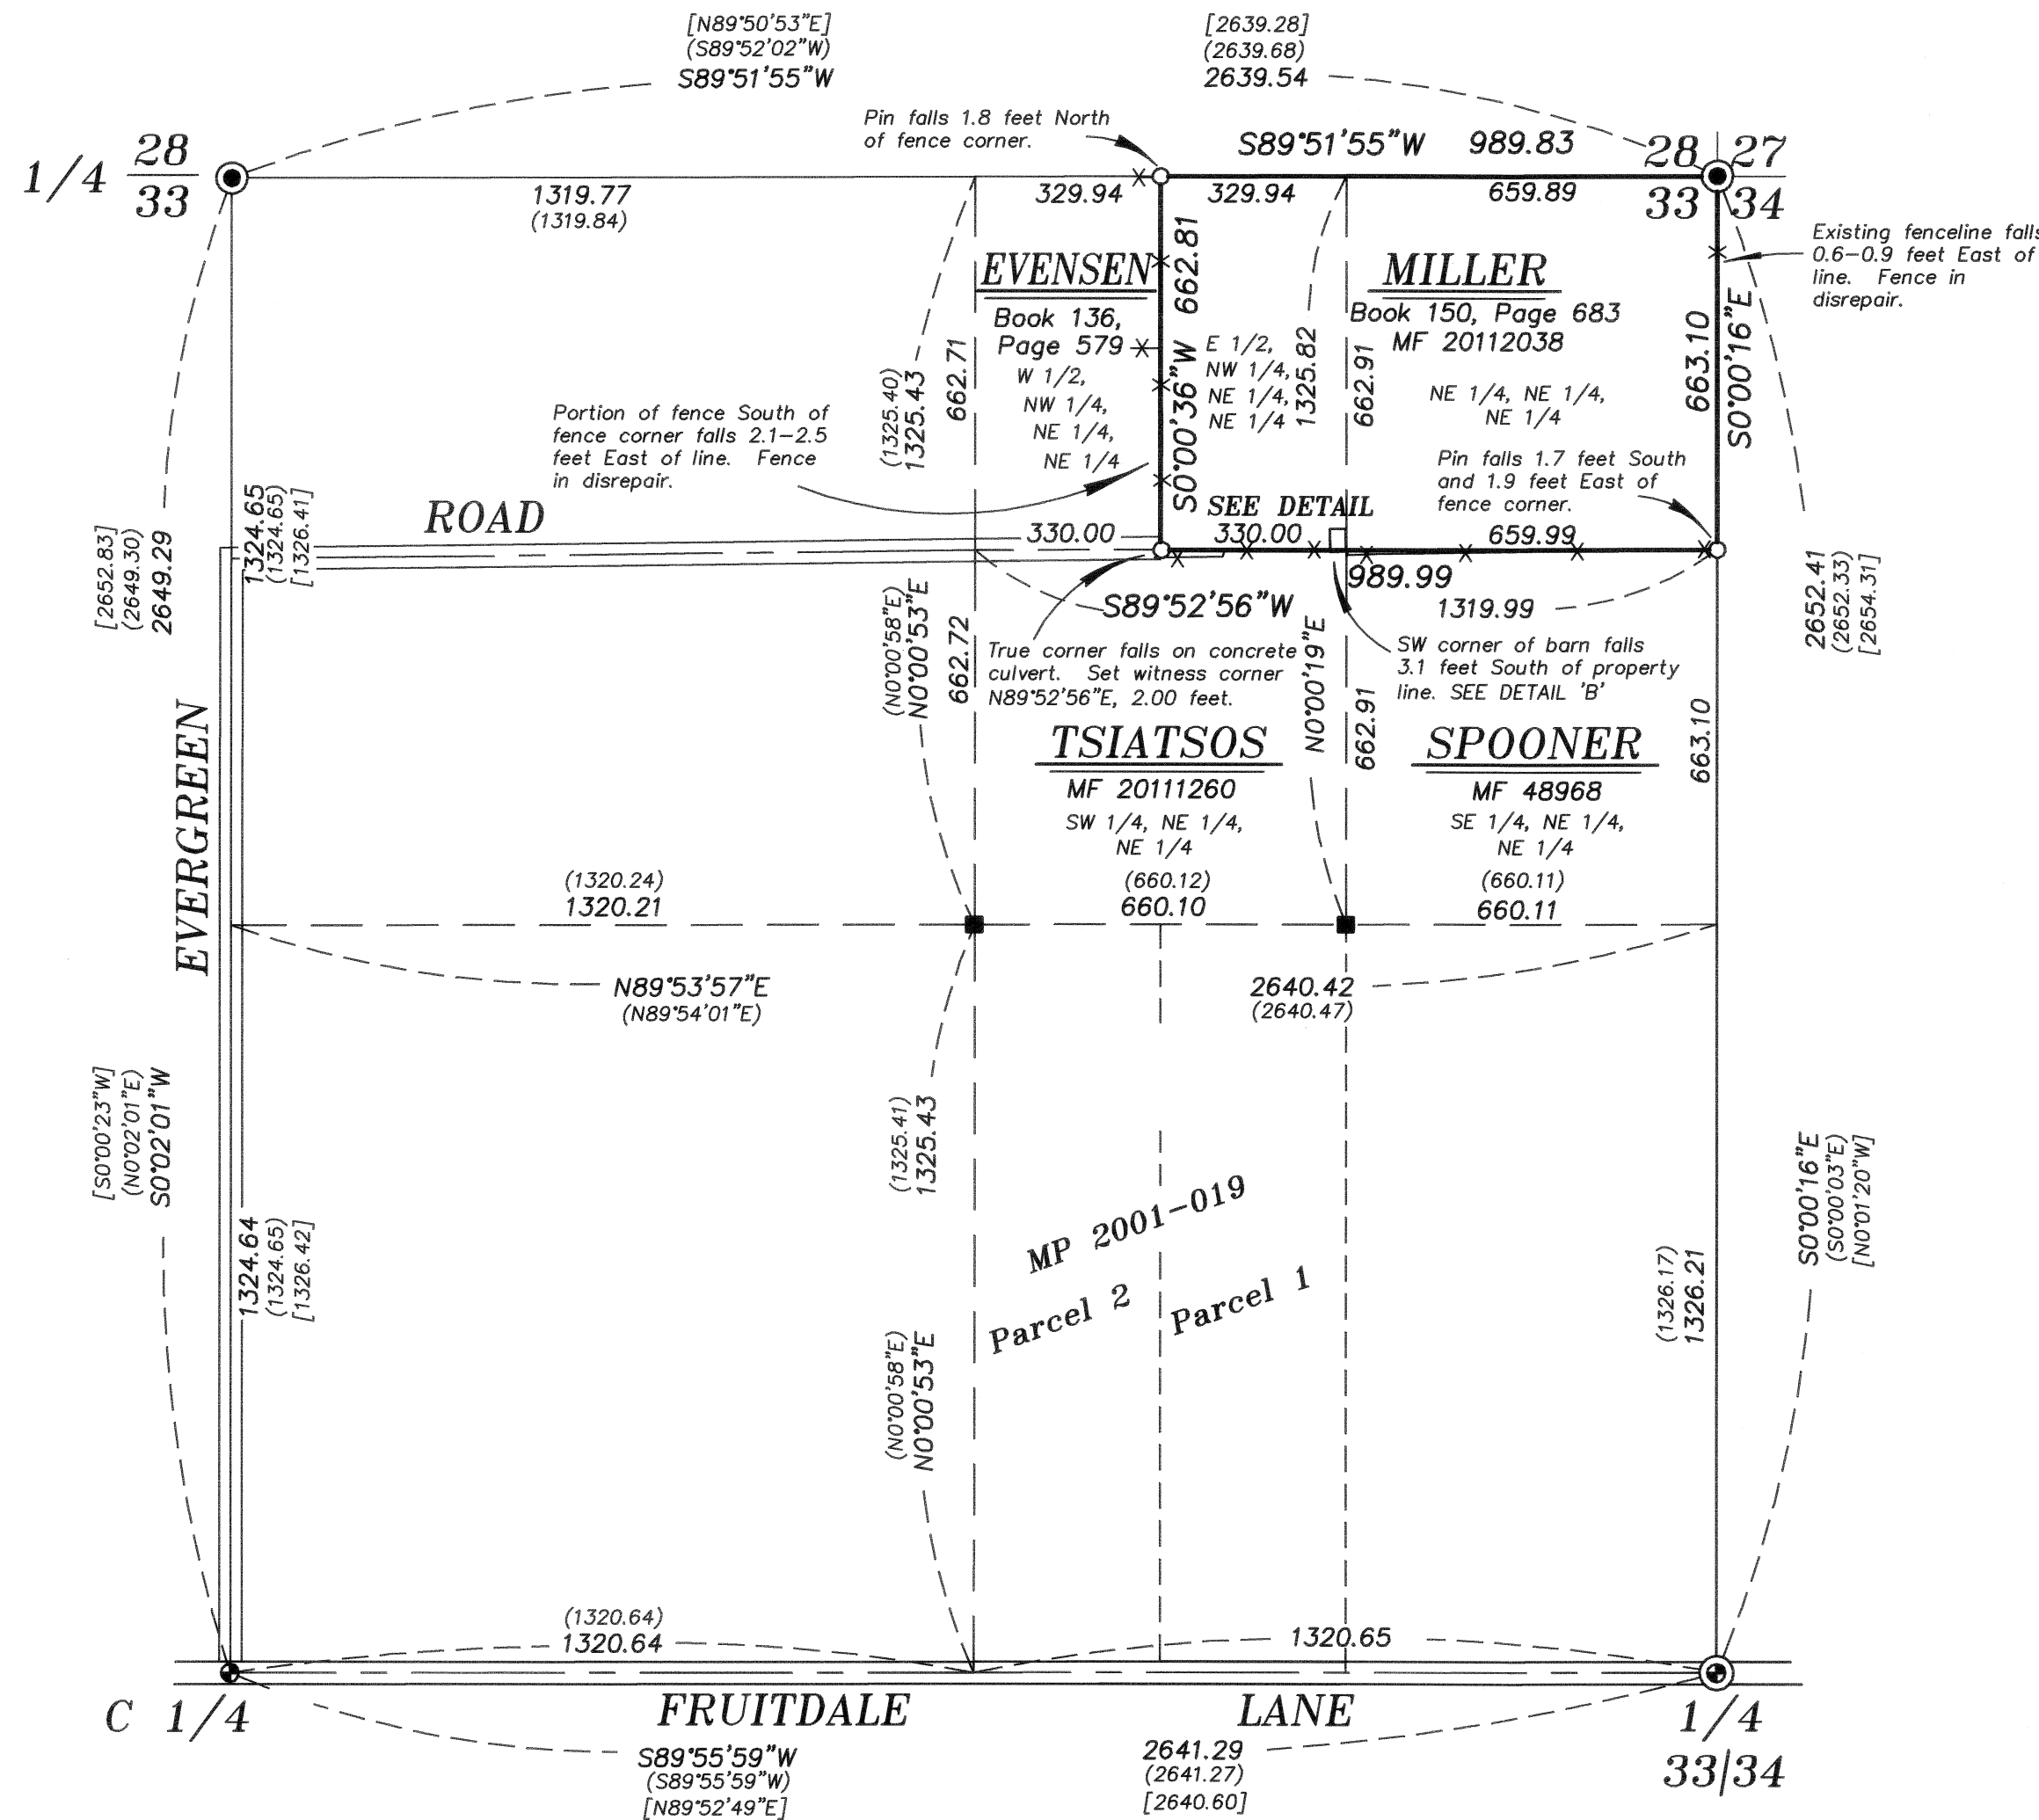 [N89°50'53"E]
(S89°52'02"W)
S89°51'55"W
[2639.28]
(2639.68)
2639.54
Pin falls 1.8 feet North
of fence corner.
S89°51'55"W 989.83
1/4 28
33
28 27
33 34
1319.77
(1319.84)
329.94
329.94
659.89
Existing fenceline falls
0.6-0.9 feet East of
line. Fence in
disrepair.
EVENSEN
Book 136,
Page 579
W 1/2,
NW 1/4,
NE 1/4,
NE 1/4
S0°00'36"W 662.81
E 1/2,
NW 1/4,
NE 1/4,
NE 1/4
1325.82
662.91
MILLER
Book 150, Page 683
MF 20112038
NE 1/4, NE 1/4,
NE 1/4
663.10
S0°00'16"E
(1325.40)
1325.43
662.71
Portion of fence South of
fence corner falls 2.1-2.5
feet East of line. Fence
in disrepair.
Pin falls 1.7 feet South
and 1.9 feet East of
fence corner.
SEE DETAIL
ROAD
330.00
330.00
659.99
989.99
S89°52'56"W
1319.99
[2652.83]
(2649.30)
2649.29
1324.65
(1324.65)
[1326.41]
2652.41
(2652.33)
[2654.31]
True corner falls on concrete
culvert. Set witness corner
N89°52'56"E, 2.00 feet.
SW corner of barn falls
3.1 feet South of property
line. SEE DETAIL 'B'
(N0°00'58"E)
N0°00'53"E
662.72
N0°00'19"E
662.91
663.10
EVERGREEN
TSIATSOS
MF 20111260
SW 1/4, NE 1/4,
NE 1/4
(660.12)
660.10
SPOONER
MF 48968
SE 1/4, NE 1/4,
NE 1/4
(660.11)
660.11
(1320.24)
1320.21
N89°53'57"E
(N89°54'01"E)
2640.42
(2640.47)
[S0°00'23"W]
(N0°02'01"E)
S0°02'01"W
1324.64
(1324.65)
[1326.42]
(1325.41)
1325.43
(N0°00'58"E)
N0°00'53"E
MP 2001-019
Parcel 2
Parcel 1
(1326.17)
1326.21
S0°00'16"E
(S0°00'03"E)
[N0°01'20"W]
(1320.64)
1320.64
1320.65
C 1/4
FRUITDALE LANE
1/4
33|34
S89°55'59"W
(S89°55'59"W)
[N89°52'49"E]
2641.29
(2641.27)
[2640.60]